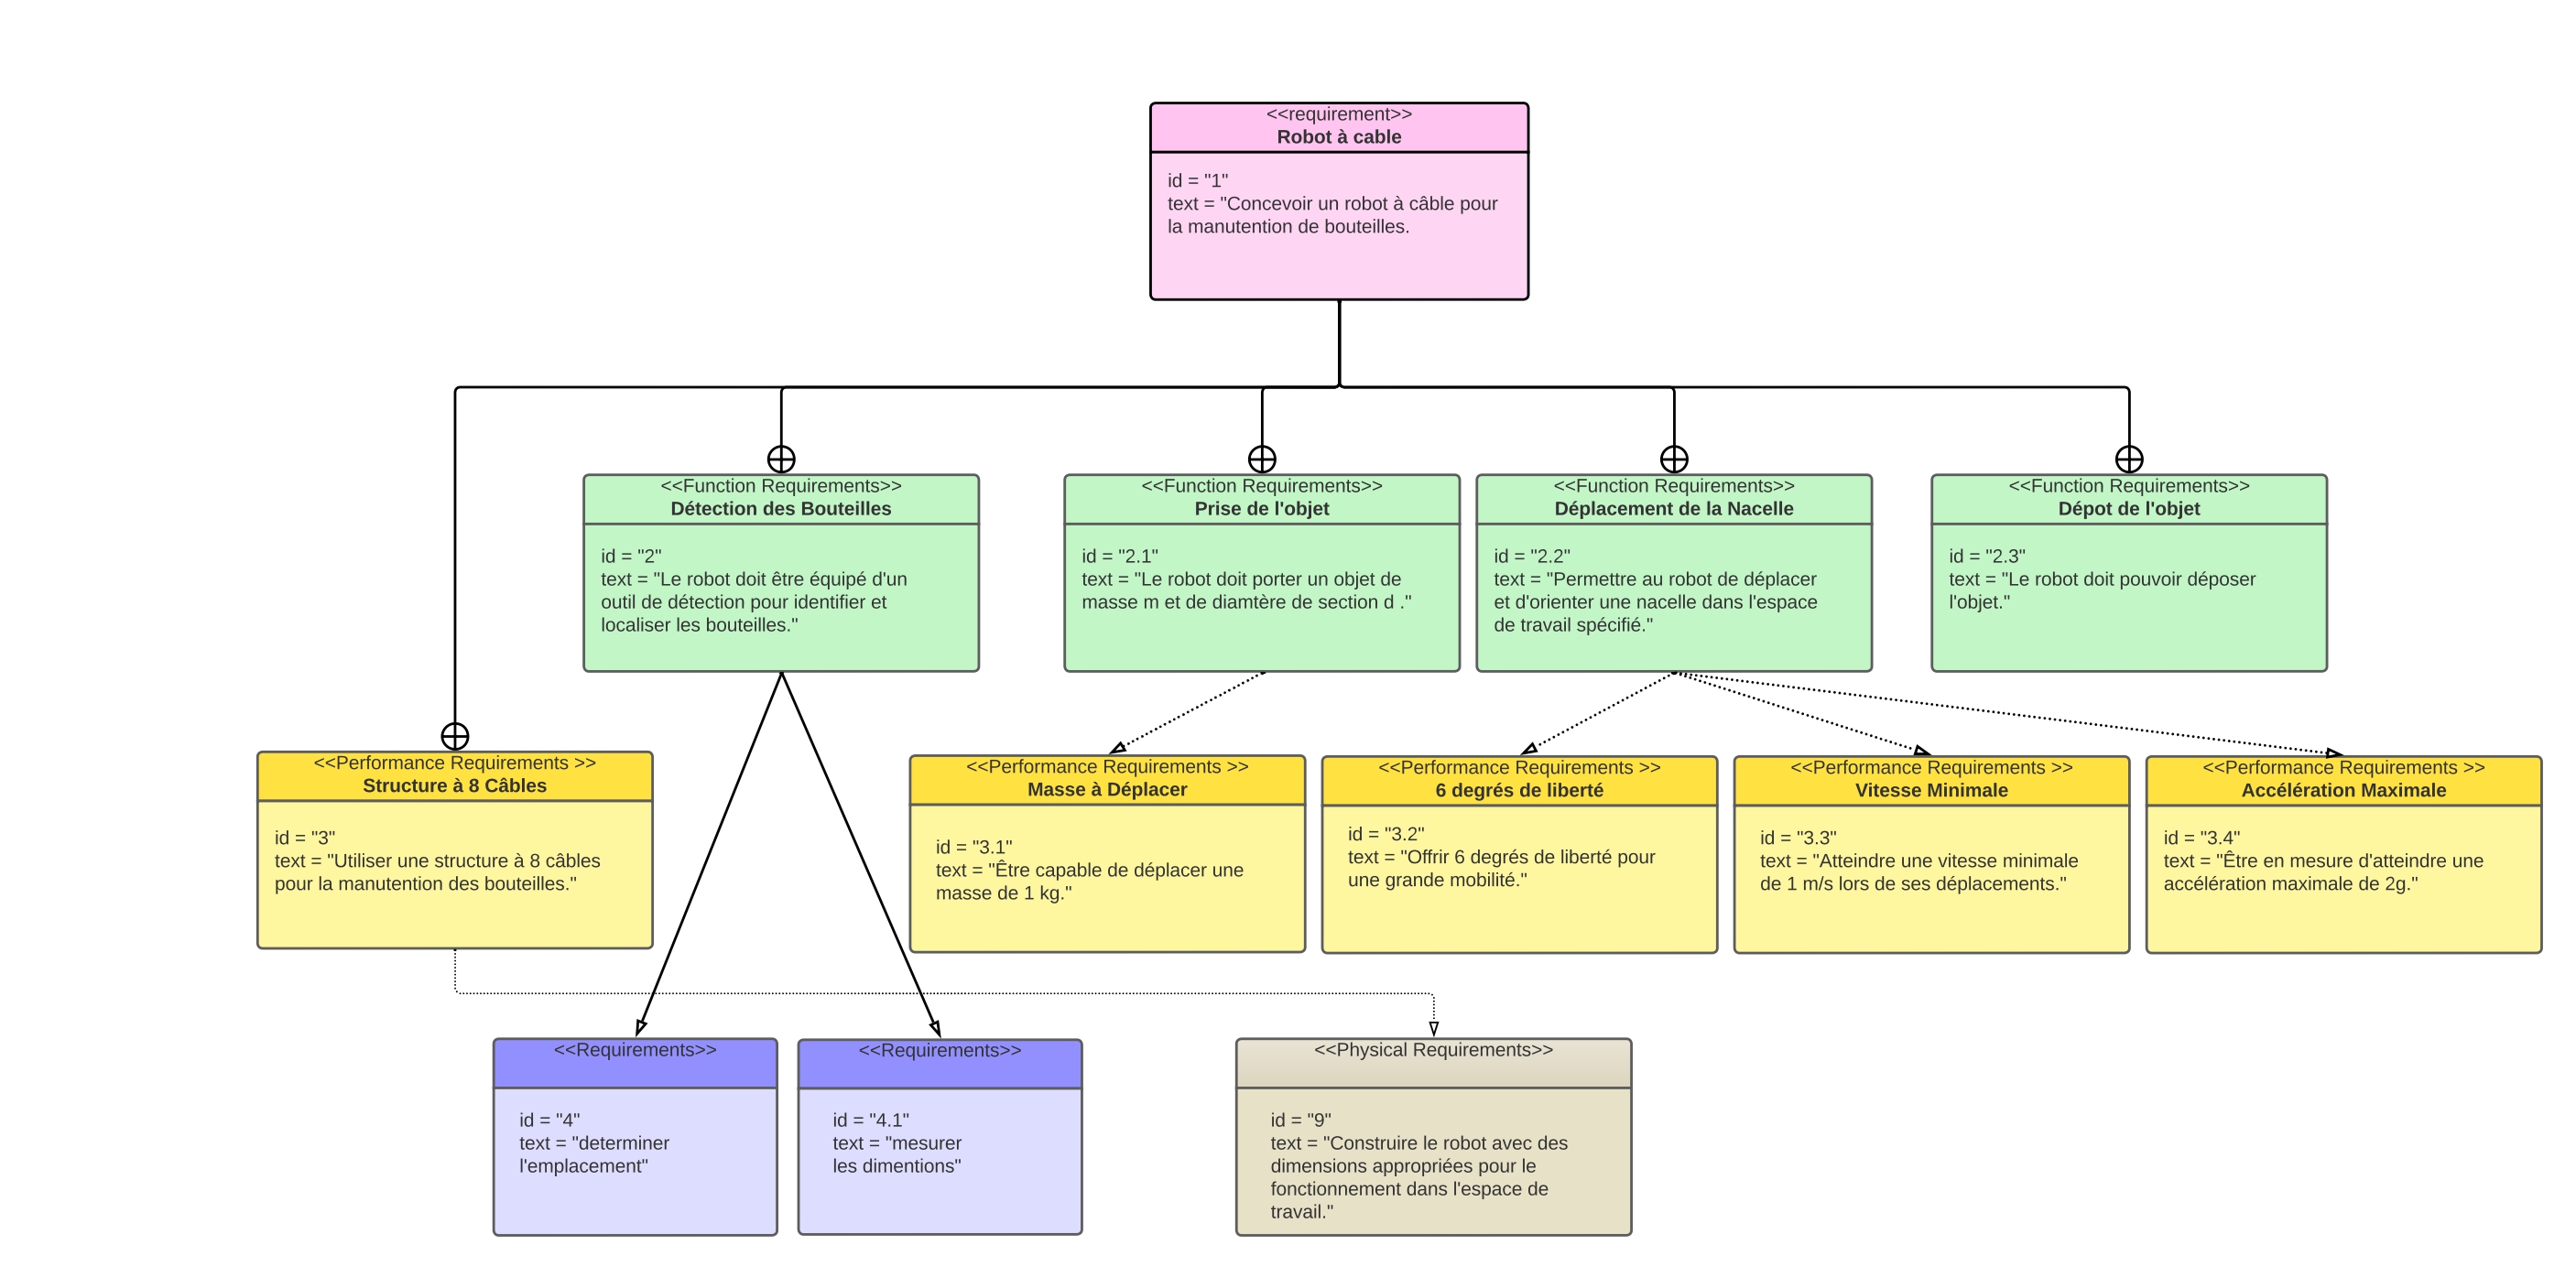 <<requirement>>
Robot à cable
id = "1"
text = "Concevoir un robot à câble pour
la manutention de bouteilles.
<<Function Requirements>>
Détection des Bouteilles
id = "2"
text = "Le robot doit être équipé d'un
outil de détection pour identifier et
localiser les bouteilles."
<<Function Requirements>>
Prise de l'objet
id = "2.1"
text = "Le robot doit porter un objet de
masse m et de diamtère de section d ."
<<Function Requirements>>
Déplacement de la Nacelle
id = "2.2"
text = "Permettre au robot de déplacer
et d'orienter une nacelle dans l'espace
de travail spécifié."
<<Function Requirements>>
Dépot de l'objet
id = "2.3"
text = "Le robot doit pouvoir déposer
l'objet."
<<Performance Requirements >>
Structure à 8 Câbles
id = "3"
text = "Utiliser une structure à 8 câbles
pour la manutention des bouteilles."
<<Performance Requirements >>
Masse à Déplacer
id = "3.1"
text = "Être capable de déplacer une
masse de 1 kg."
<<Performance Requirements >>
6 degrés de liberté
id = "3.2"
text = "Offrir 6 degrés de liberté pour
une grande mobilité."
<<Performance Requirements >>
Vitesse Minimale
id = "3.3"
text = "Atteindre une vitesse minimale
de 1 m/s lors de ses déplacements."
<<Performance Requirements >>
Accélération Maximale
id = "3.4"
text = "Être en mesure d'atteindre une
accélération maximale de 2g."
<<Requirements>>
id = "4"
text = "determiner
l'emplacement"
<<Requirements>>
id = "4.1"
text = "mesurer
les dimentions"
<<Physical Requirements>>
id = "9"
text = "Construire le robot avec des
dimensions appropriées pour le
fonctionnement dans l'espace de
travail."